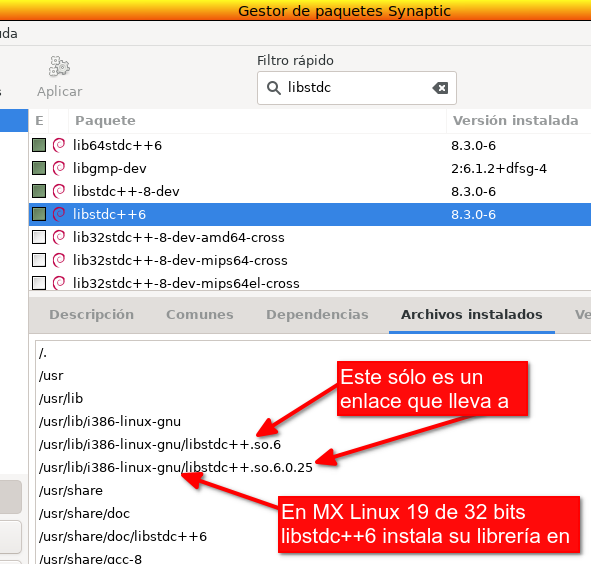 Gestor de paquetes Synaptic
uda
Filtro rápido
Aplicar
libstdc
E Paquete Versión instalada
lib64stdc++6 8.3.0-6
libgmp-dev 2:6.1.2+dfsg-4
libstdc++-8-dev 8.3.0-6
libstdc++6 8.3.0-6
lib32stdc++-8-dev-amd64-cross
lib32stdc++-8-dev-mips64-cross
lib32stdc++-8-dev-mips64el-cross
Descripción Comunes Dependencias Archivos instalados Ve
/.
/usr
/usr/lib
/usr/lib/i386-linux-gnu
/usr/lib/i386-linux-gnu/libstdc++.so.6
/usr/lib/i386-linux-gnu/libstdc++.so.6.0.25
/usr/share
/usr/share/doc
/usr/share/doc/libstdc++6
/usr/share/gcc-8
Este sólo es un
enlace que lleva a
En MX Linux 19 de 32 bits
libstdc++6 instala su librería en